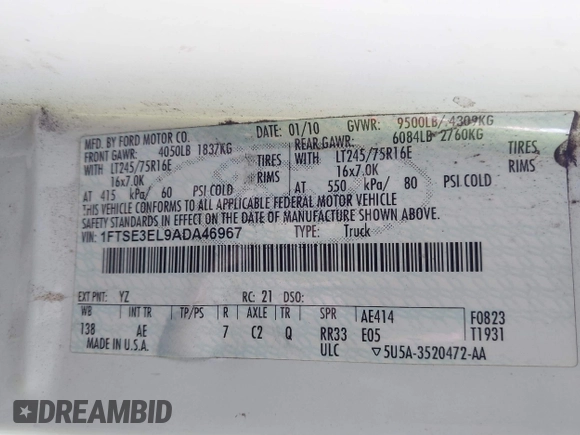 MFD. BY FORD MOTOR CO.
DATE: 01/10 GVWR: 9500LB/ 4309KG
FRONT GAWR: 4050LB 1837KG
REAR GAWR: 6084LB 2760KG
WITH LT245/75R16E TIRES
WITH LT245/75R16E TIRES
16x7.0K RIMS
16x7.0K RIMS
AT 415 kPa/ 60 PSI COLD
AT 550 kPa/ 80 PSI COLD
THIS VEHICLE CONFORMS TO ALL APPLICABLE FEDERAL MOTOR VEHICLE
SAFETY STANDARDS IN EFFECT ON THE DATE OF MANUFACTURE SHOWN ABOVE.
VIN: 1FTSE3EL9ADA46967 TYPE: Truck
EXT PNT: YZ RC: 21 DSO:
WB INT TR TP/PS R AXLE TR SPR AE414 F0823
138 AE 7 C2 Q RR33 E05 T1931
MADE IN U.S.A. ULC ▽5U5A-3520472-AA
DREAMBID